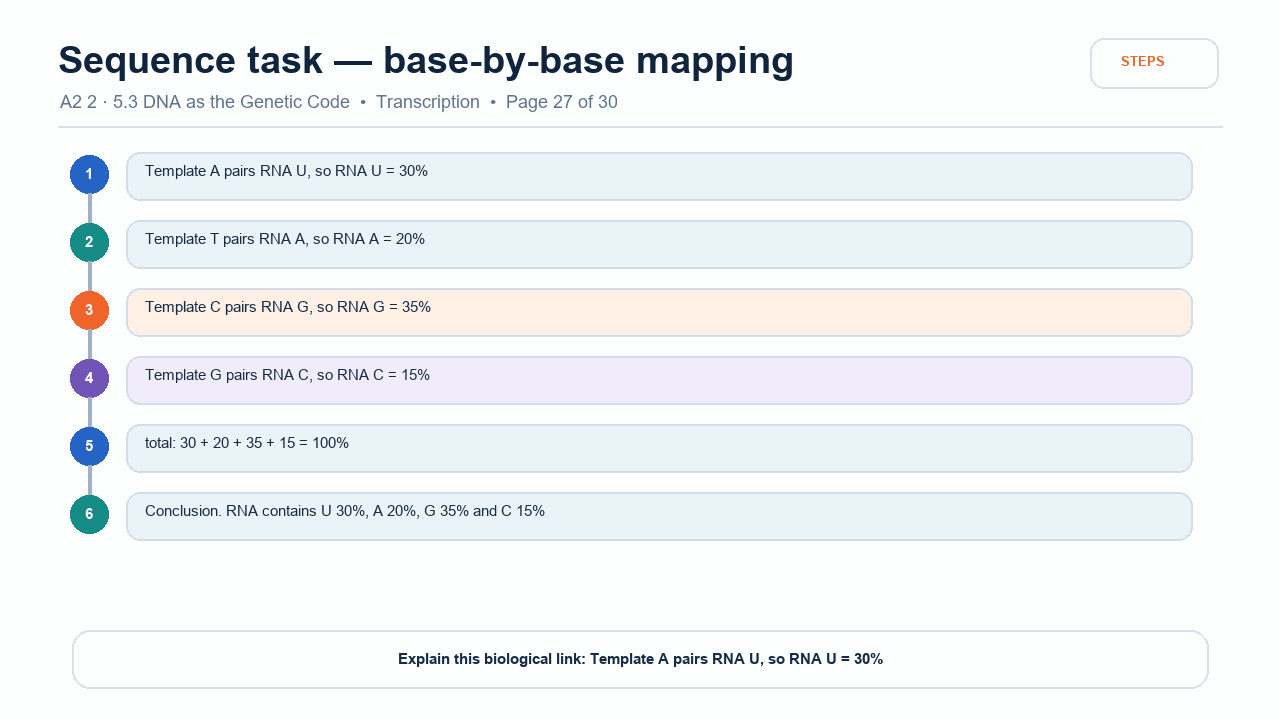 Sequence task — base-by-base mapping
STEPS
A2 2 · 5.3 DNA as the Genetic Code • Transcription • Page 27 of 30
1
Template A pairs RNA U, so RNA U = 30%
2
Template T pairs RNA A, so RNA A = 20%
3
Template C pairs RNA G, so RNA G = 35%
4
Template G pairs RNA C, so RNA C = 15%
5
total: 30 + 20 + 35 + 15 = 100%
6
Conclusion. RNA contains U 30%, A 20%, G 35% and C 15%
Explain this biological link: Template A pairs RNA U, so RNA U = 30%